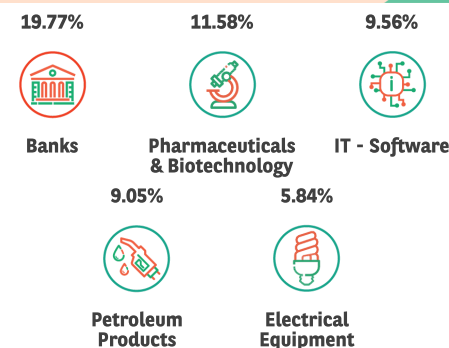 19.77%
11.58%
9.56%
i
Banks
Pharmaceuticals
& Biotechnology
IT - Software
9.05%
5.84%
Petroleum
Products
Electrical
Equipment